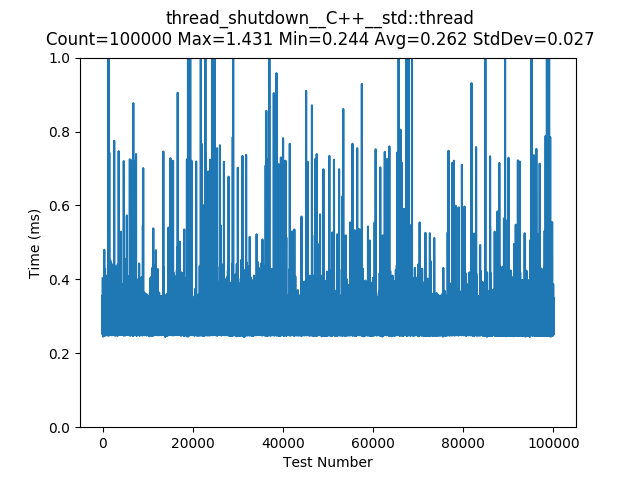 thread_shutdown__C++__std::thread
Count=100000 Max=1.431 Min=0.244 Avg=0.262 StdDev=0.027
1.0
0.8
0.6
0.4
0.2
0.0
Time (ms)
0 20000 40000 60000 80000 100000
Test Number